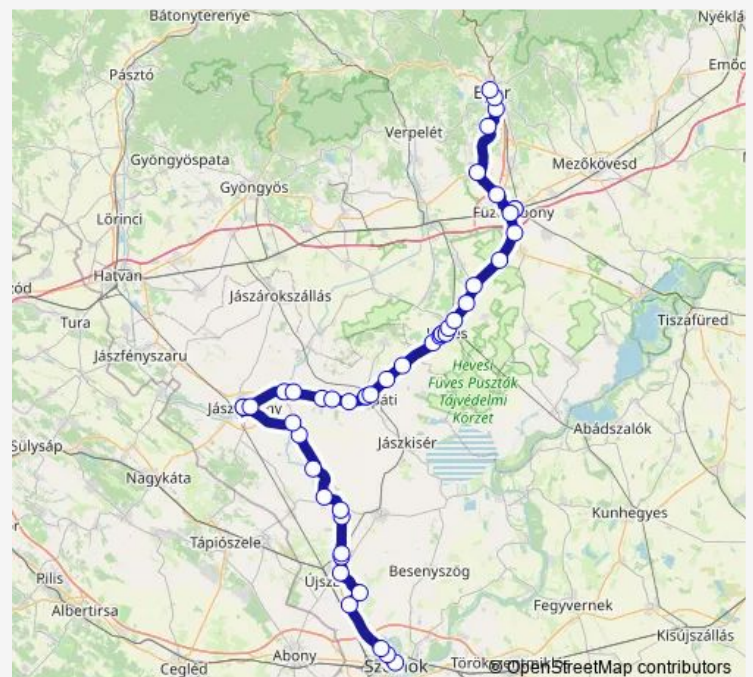 Bátonyterenye
Nyéklá
Pásztó
Emőd
Verpelét
Gyöngyöspata
Mezőkövesd
Gyöngyös
Lőrinci
Hatvan
Jászárokszállás
Tura
Tiszafüred
Jászfényszaru
Hevesi
Füves Puszták
Tájvédelmi
Körzet
Jászkisér
Abádszalók
Sülysáp
Nagykáta
Kunhegyes
Tápiószele
Pilis
Besenyszög
Albertirsa
Fegyvernek
Kisújszállás
Abony
Cegléd
© OpenStreetMap contributors